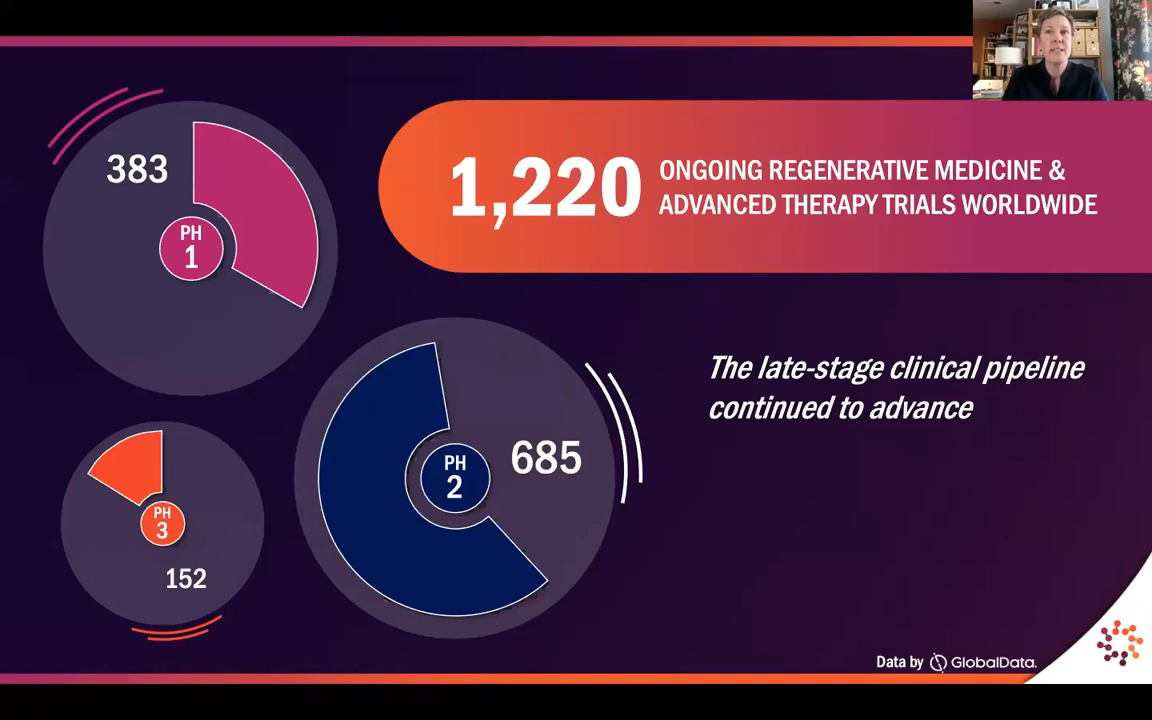 383
PH
1
1,220
ONGOING REGENERATIVE MEDICINE &
ADVANCED THERAPY TRIALS WORLDWIDE
The late-stage clinical pipeline
continued to advance
PH
2
685
PH
3
152
Data by GlobalData.